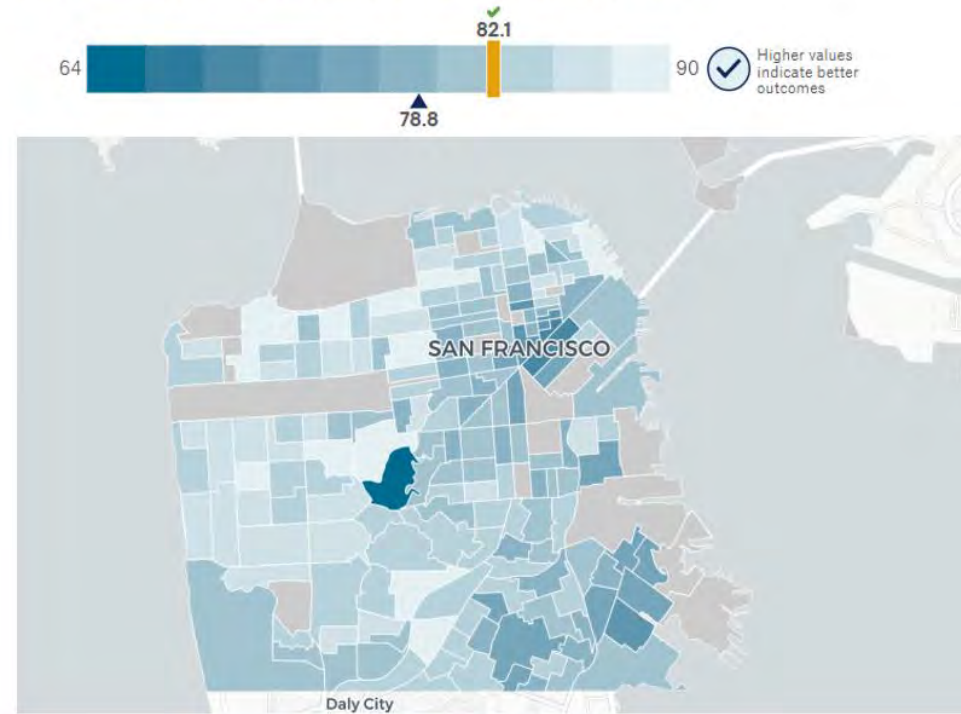 82.1
64
90
Higher values
indicate better
outcomes
78.8
SAN FRANCISCO
Daly City